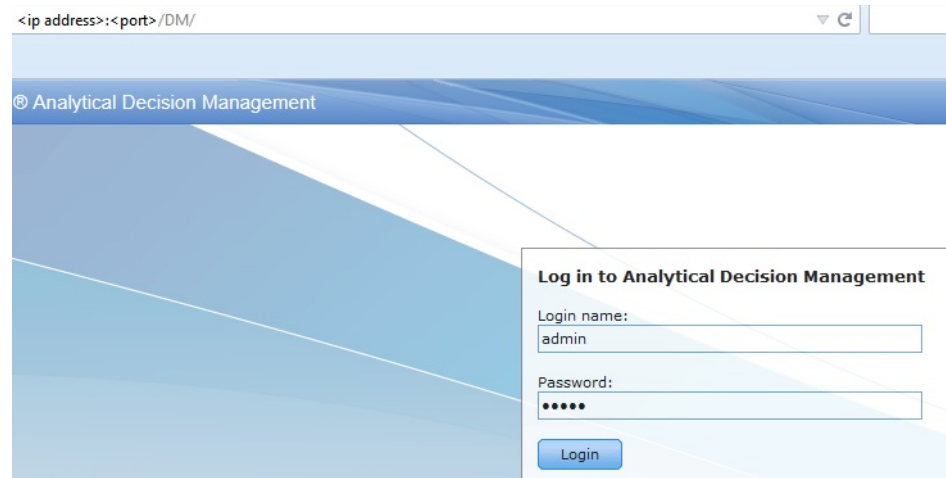 <ip address>:<port>/DM/
® Analytical Decision Management
Log in to Analytical Decision Management
Login name:
admin
Password:
•••••
Login